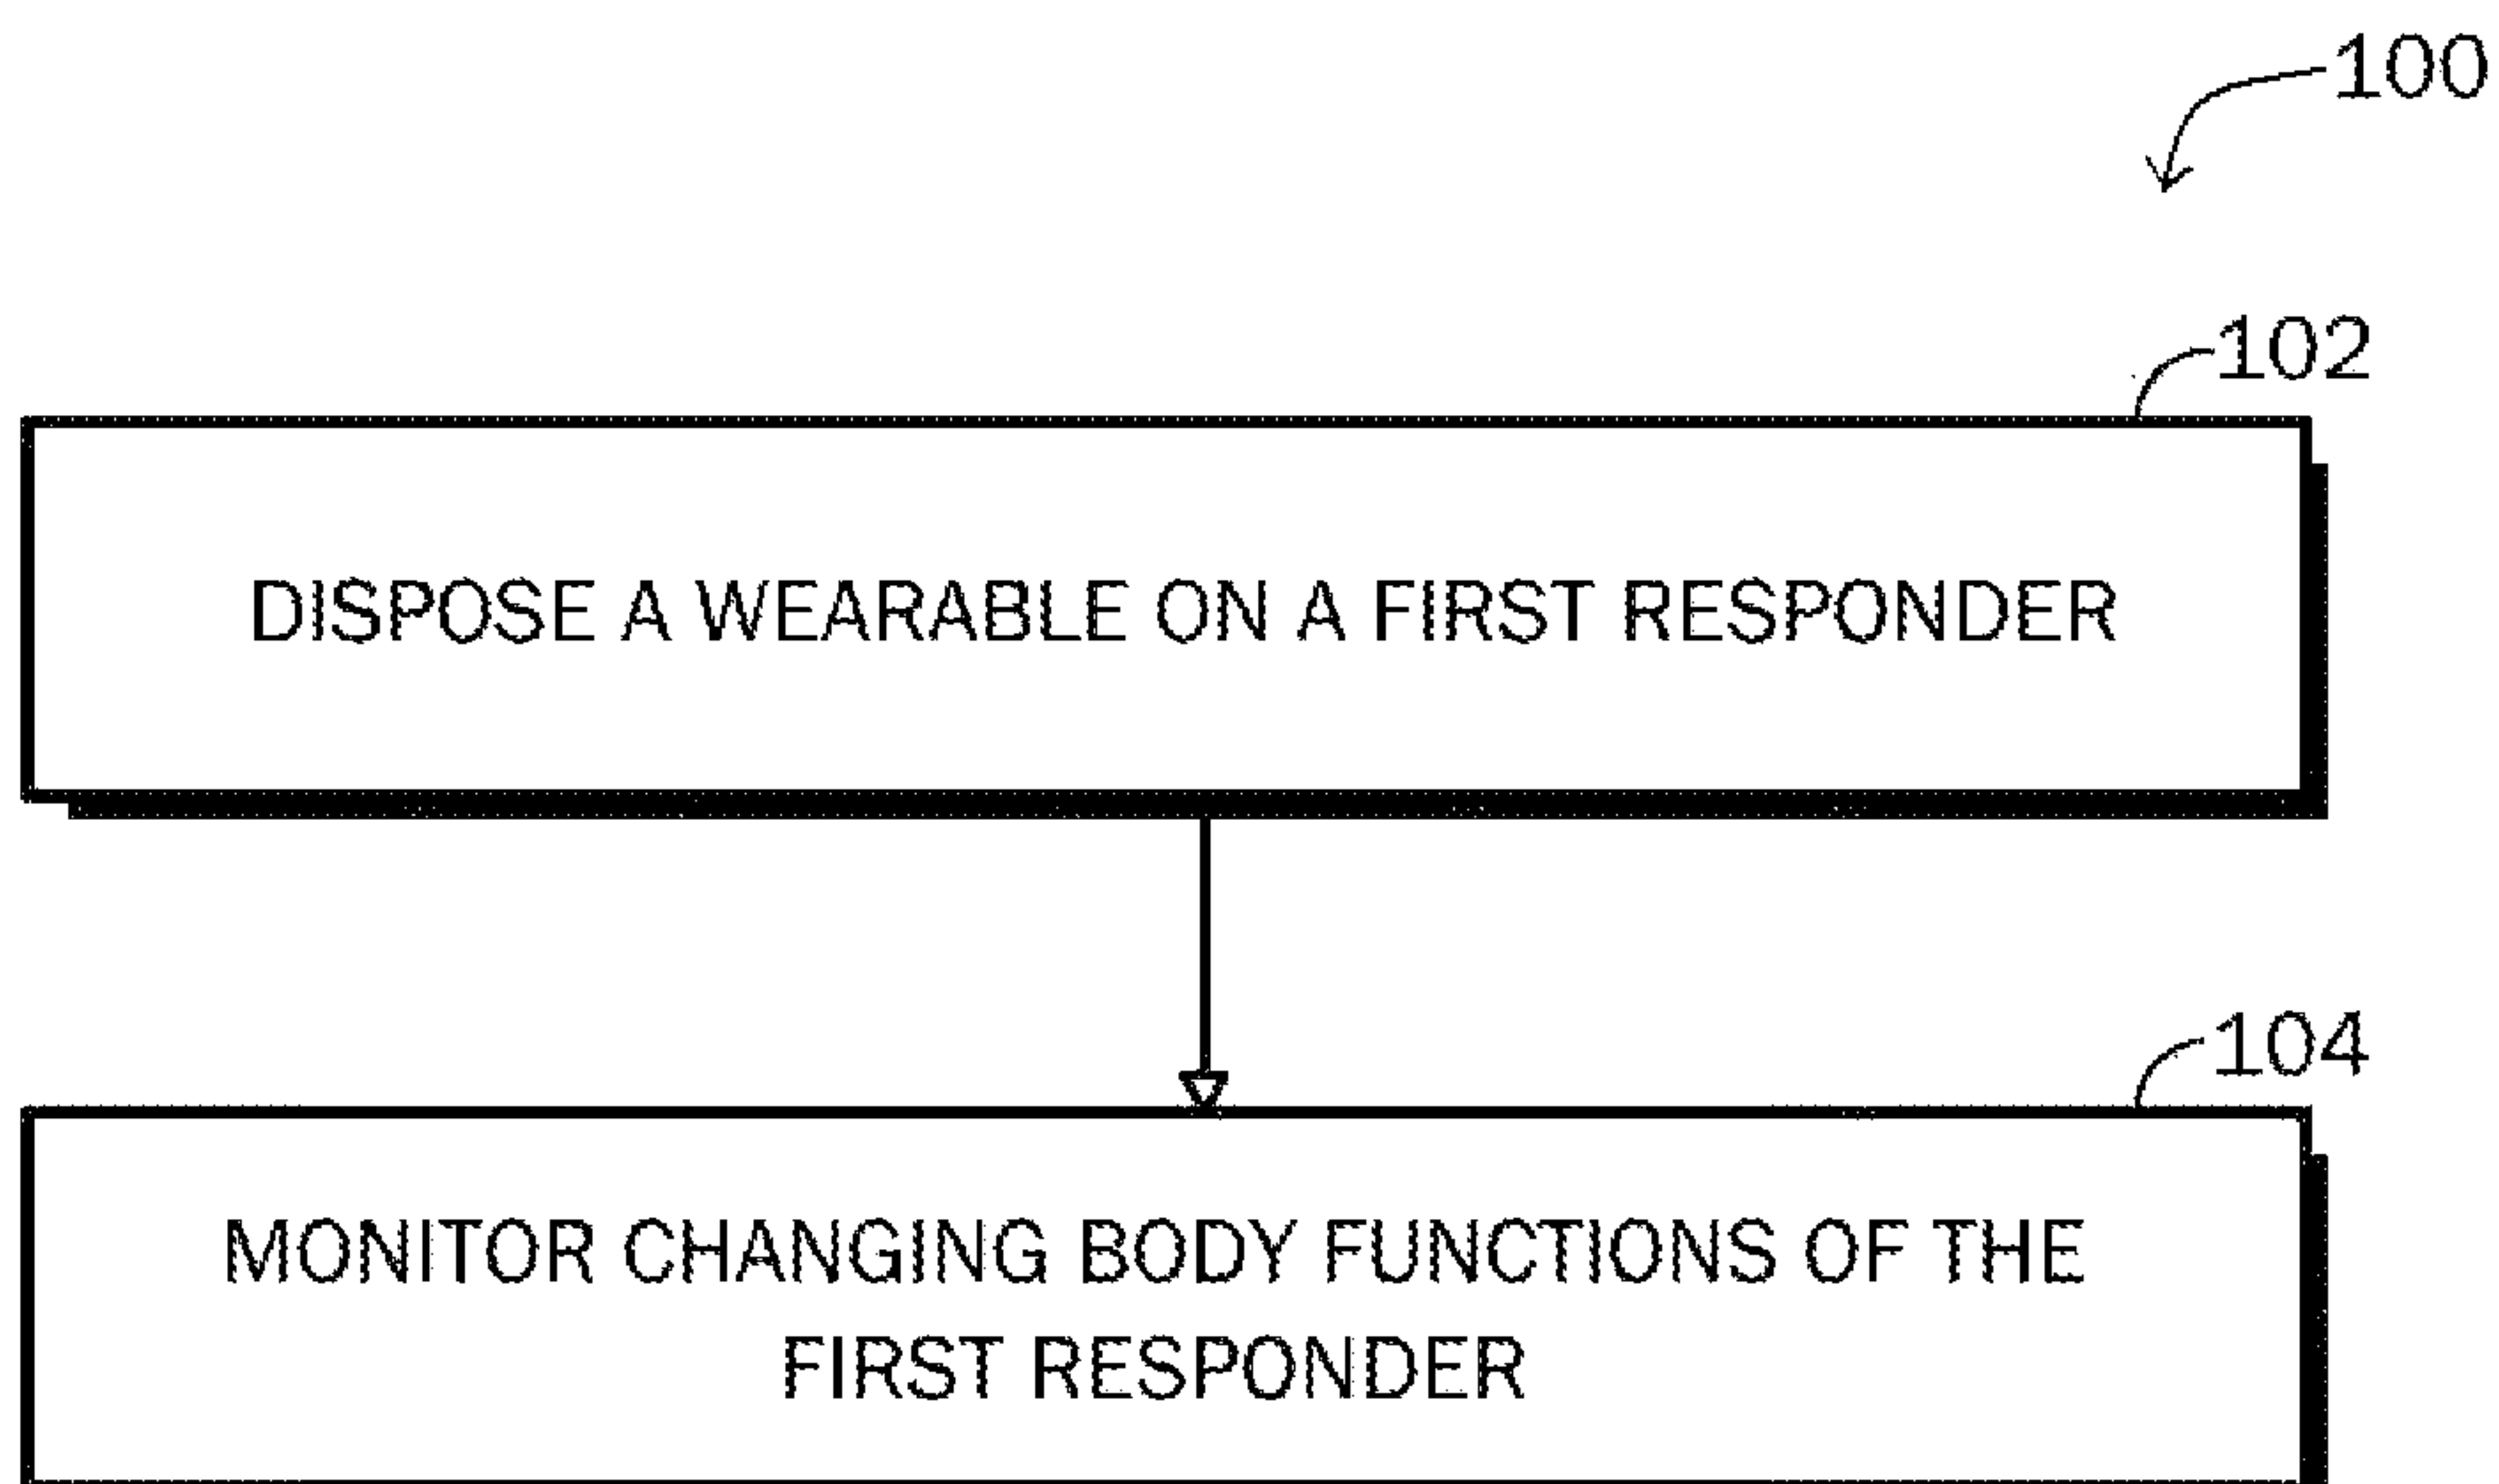 100
102
DISPOSE A WEARABLE ON A FIRST RESPONDER
104
MONITOR CHANGING BODY FUNCTIONS OF THE
FIRST RESPONDER